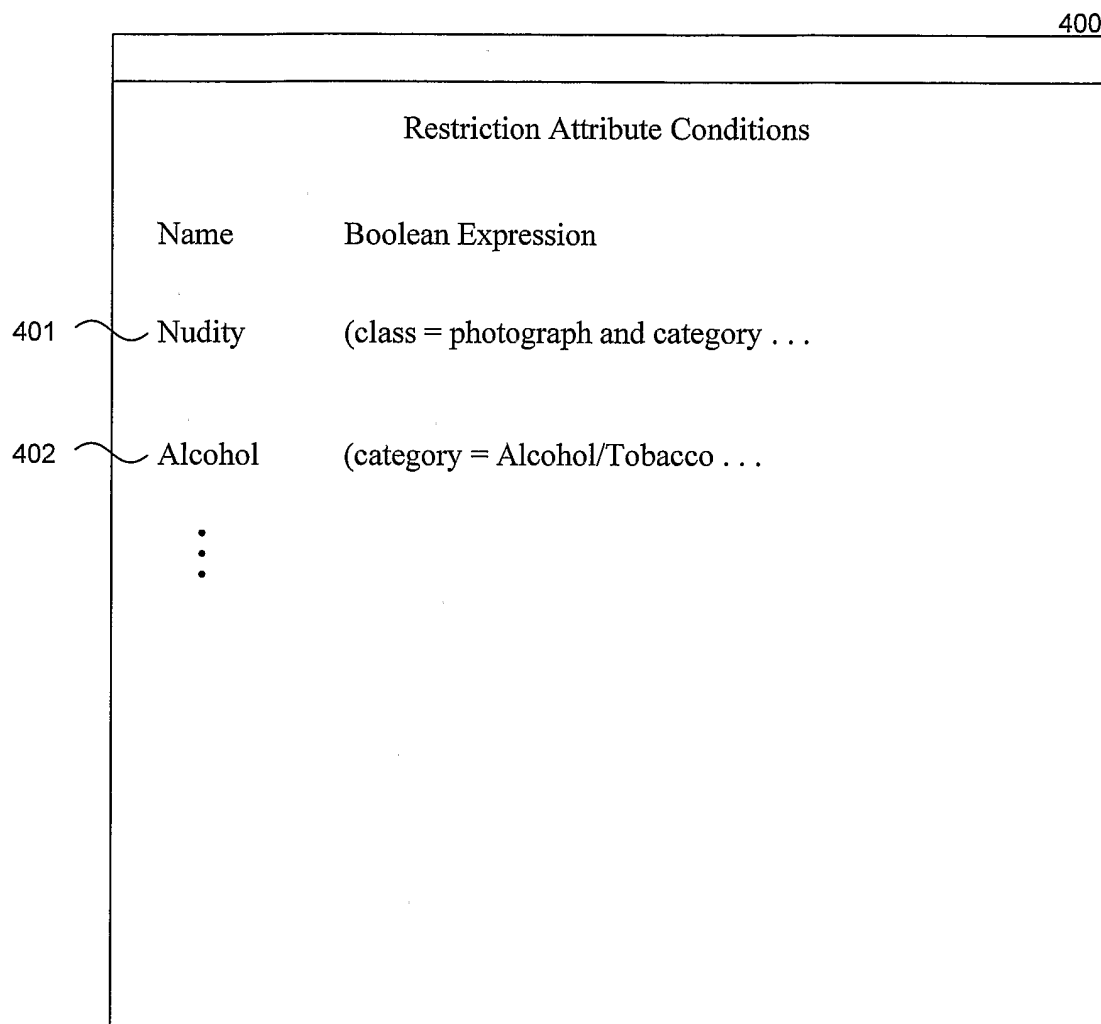 400
Restriction Attribute Conditions
Name Boolean Expression
401 Nudity (class = photograph and category . . .
402 Alcohol (category = Alcohol/Tobacco . . .